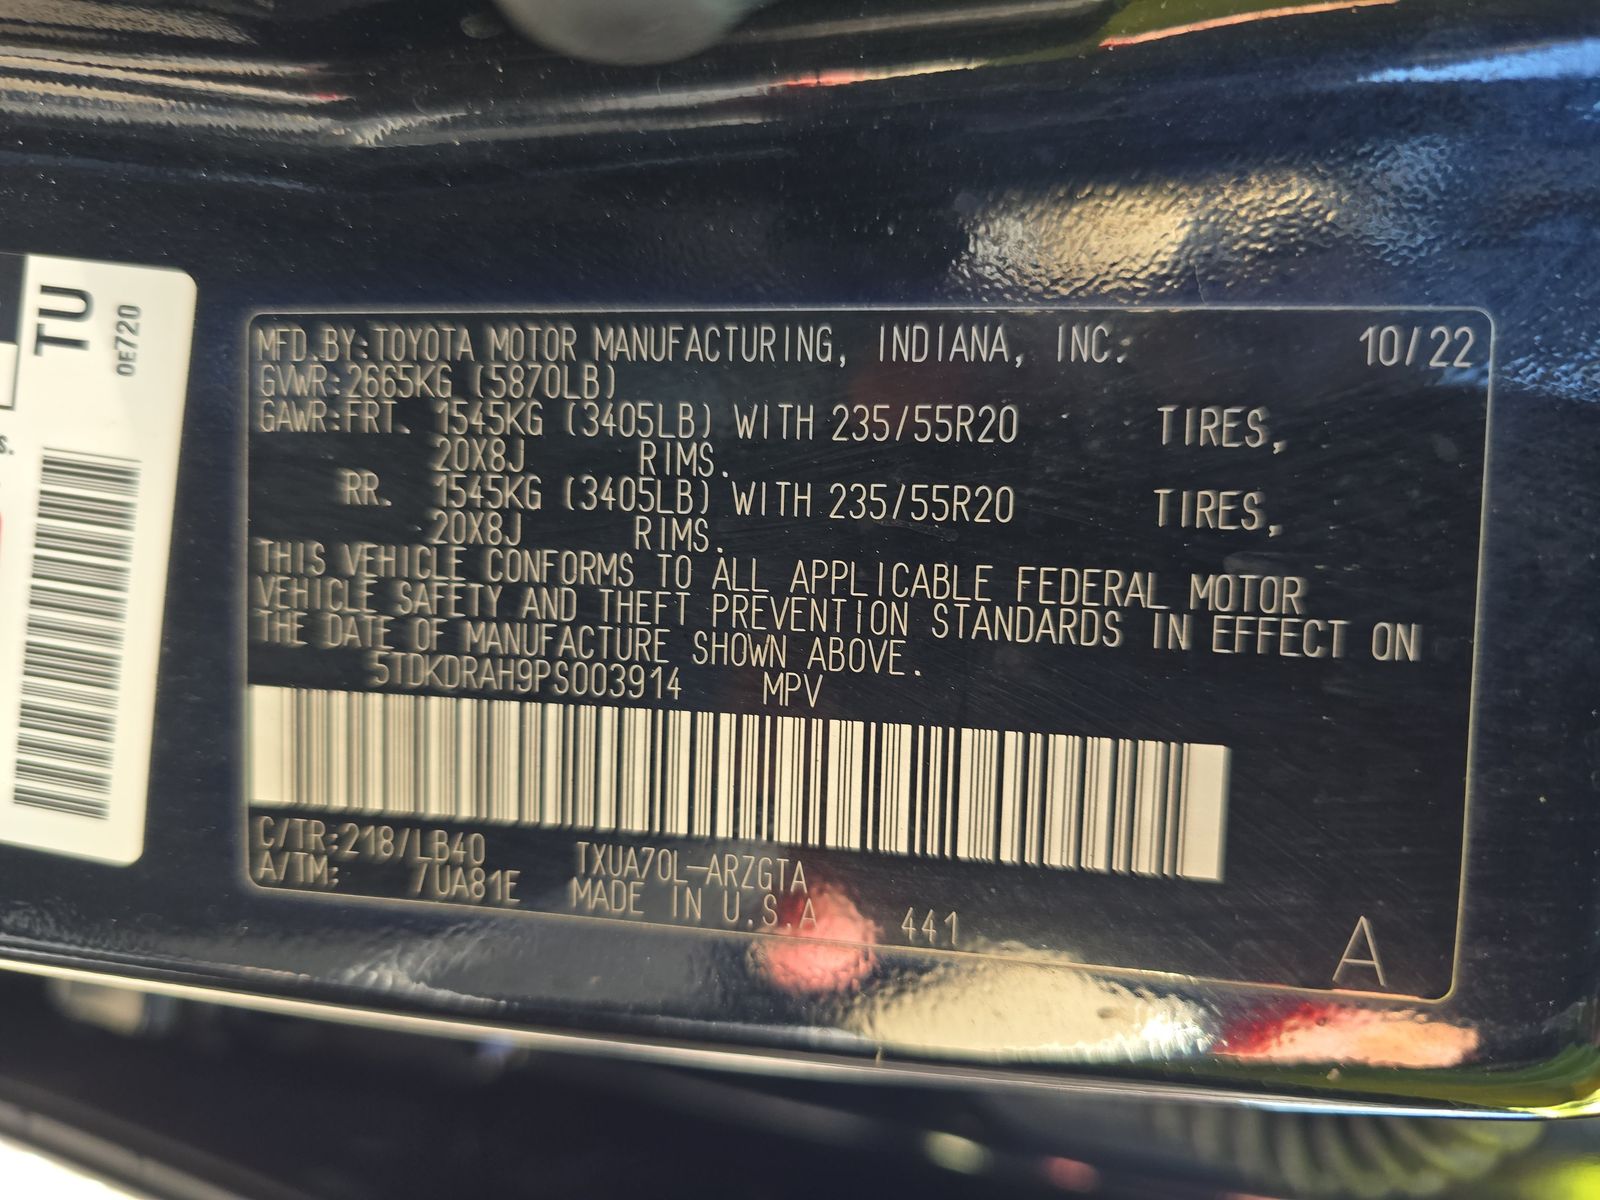 TU
0E720
S.
MFD.BY:TOYOTA MOTOR MANUFACTURING, INDIANA, INC: 10/22
GVWR:2665KG (5870LB)
GAWR:FRT. 1545KG (3405LB) WITH 235/55R20 TIRES,
20X8J RIMS.
RR. 1545KG (3405LB) WITH 235/55R20 TIRES,
20X8J RIMS.
THIS VEHICLE CONFORMS TO ALL APPLICABLE FEDERAL MOTOR
VEHICLE SAFETY AND THEFT PREVENTION STANDARDS IN EFFECT ON
THE DATE OF MANUFACTURE SHOWN ABOVE.
5TDKDRAH9PS003914 MPV
C/TR:218/LB40 TXUA70L-ARZGTA
A/TM: /UA81E MADE IN U.S.A 441
A